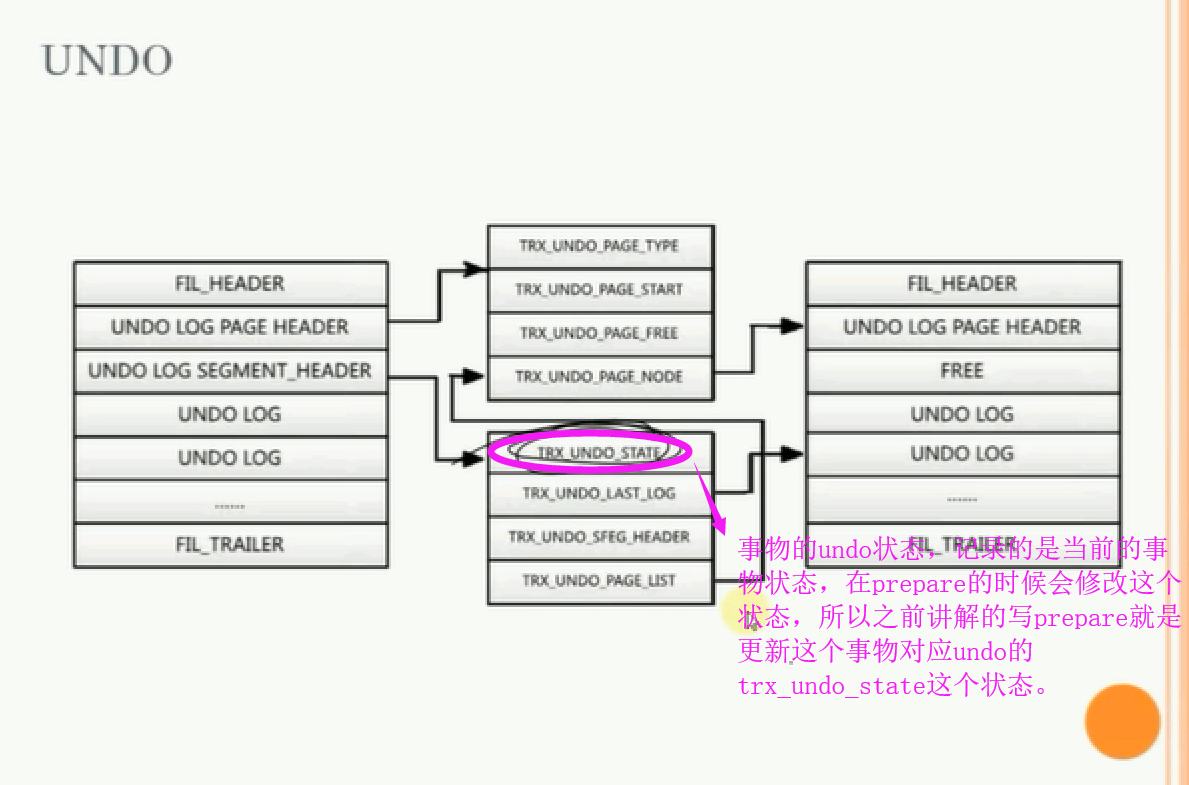 UNDO
FIL_HEADER
UNDO LOG PAGE HEADER
UNDO LOG SEGMENT_HEADER
UNDO LOG
UNDO LOG
......
FIL_TRAILER
TRX_UNDO_PAGE_TYPE
TRX_UNDO_PAGE_START
TRX_UNDO_PAGE_FREE
TRX_UNDO_PAGE_NODE
TRX_UNDO_STATE
TRX_UNDO_LAST_LOG
TRX_UNDO_SFEG_HEADER
TRX_UNDO_PAGE_LIST
FIL_HEADER
UNDO LOG PAGE HEADER
FREE
UNDO LOG
UNDO LOG
......
FIL_TRAILER
事物的undo状态，记录的是当前的事
物状态，在prepare的时候会修改这个
状态，所以之前讲解的写prepare就是
更新这个事物对应undo的
trx_undo_state这个状态。